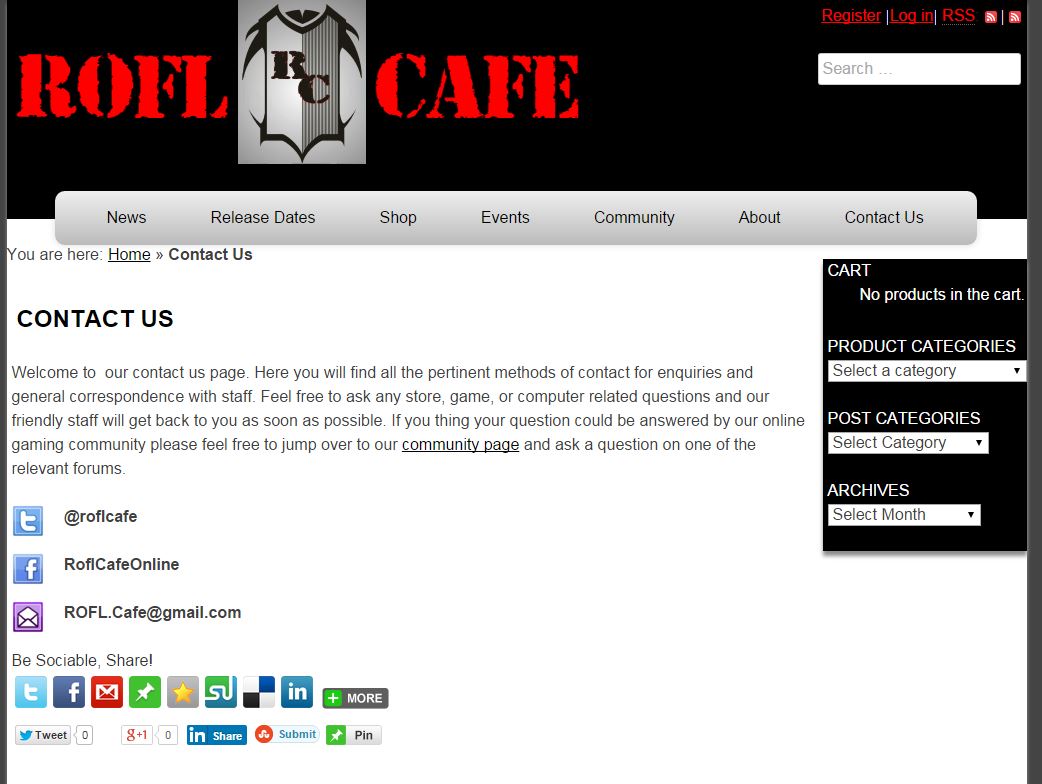 Register | Log in | RSS |
ROFL RC CAFE
Search ...
News Release Dates Shop Events Community About Contact Us
You are here: Home » Contact Us
CONTACT US
Welcome to our contact us page. Here you will find all the pertinent methods of contact for enquiries and
general correspondence with staff. Feel free to ask any store, game, or computer related questions and our
friendly staff will get back to you as soon as possible. If you thing your question could be answered by our online
gaming community please feel free to jump over to our community page and ask a question on one of the
relevant forums.
@roflcafe
RoflCafeOnline
ROFL.Cafe@gmail.com
Be Sociable, Share!
MORE
Tweet 0 g+1 0 in Share Submit Pin
CART
No products in the cart.
PRODUCT CATEGORIES
Select a category
POST CATEGORIES
Select Category
ARCHIVES
Select Month